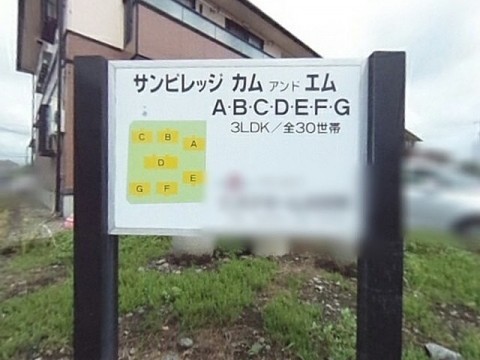 サンビレッジ カム アンド エム
A·B·C·D·E·F·G
3LDK／全30世帯
C B A
D
G F E